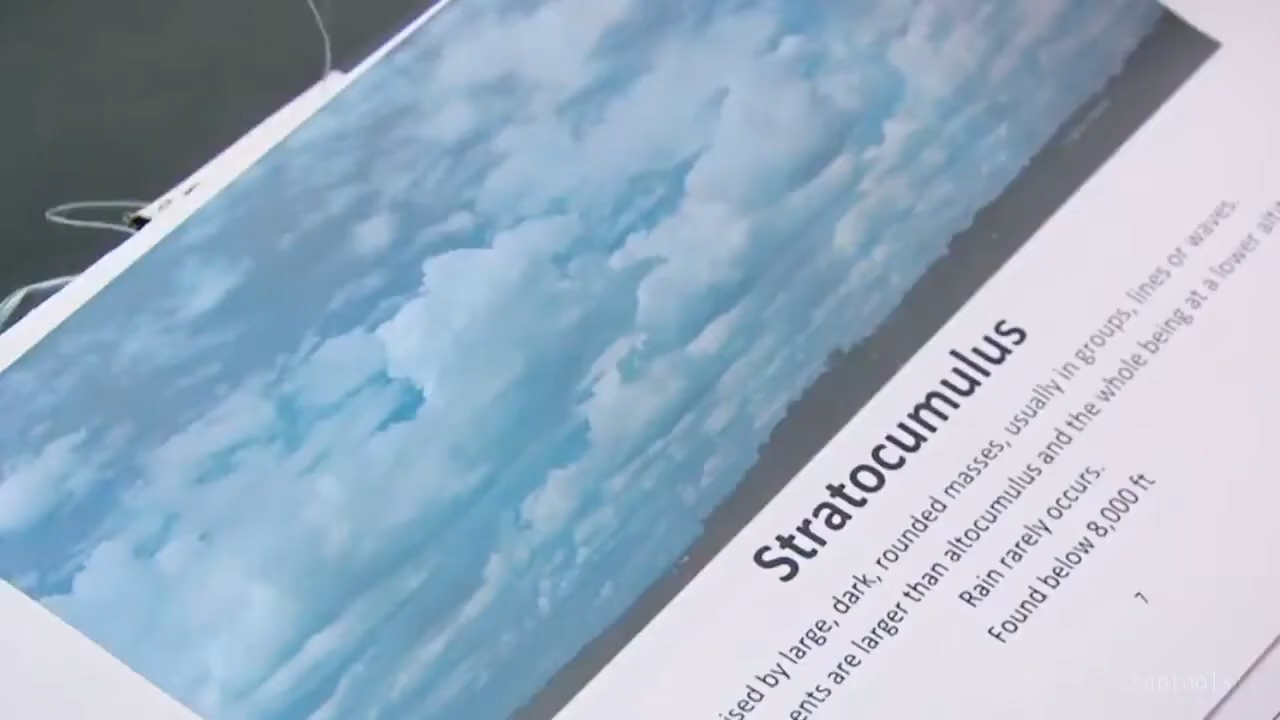 Stratocumulus
ised by large, dark, rounded masses, usually in groups, lines or waves.
ents are larger than altocumulus and the whole being at a lower alt
Rain rarely occurs.
Found below 8,000 ft
7